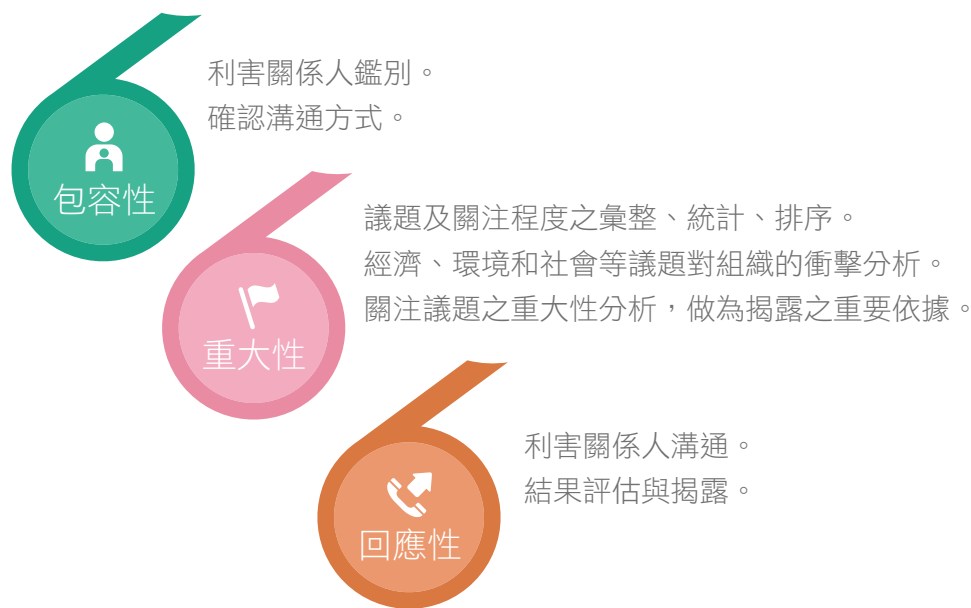 利害關係人鑑別。
確認溝通方式。
包容性
議題及關注程度之彙整、統計、排序。
經濟、環境和社會等議題對組織的衝擊分析。
關注議題之重大性分析，做為揭露之重要依據。
重大性
利害關係人溝通。
結果評估與揭露。
回應性